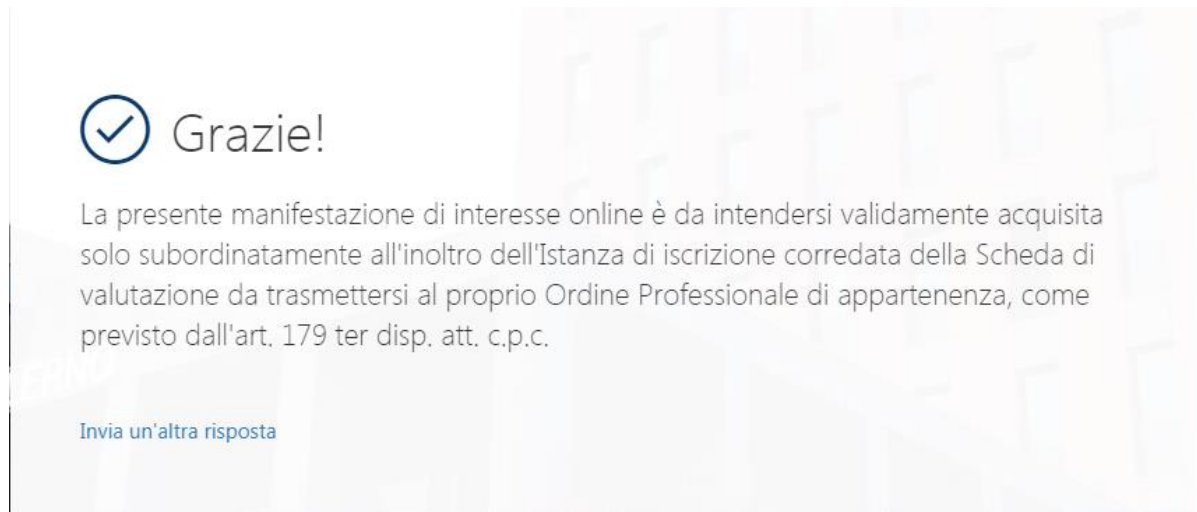 Grazie!
La presente manifestazione di interesse online è da intendersi validamente acquisita
solo subordinatamente all'inoltro dell'Istanza di iscrizione corredata della Scheda di
valutazione da trasmettersi al proprio Ordine Professionale di appartenenza, come
previsto dall'art. 179 ter disp. att. c.p.c.
Invia un'altra risposta